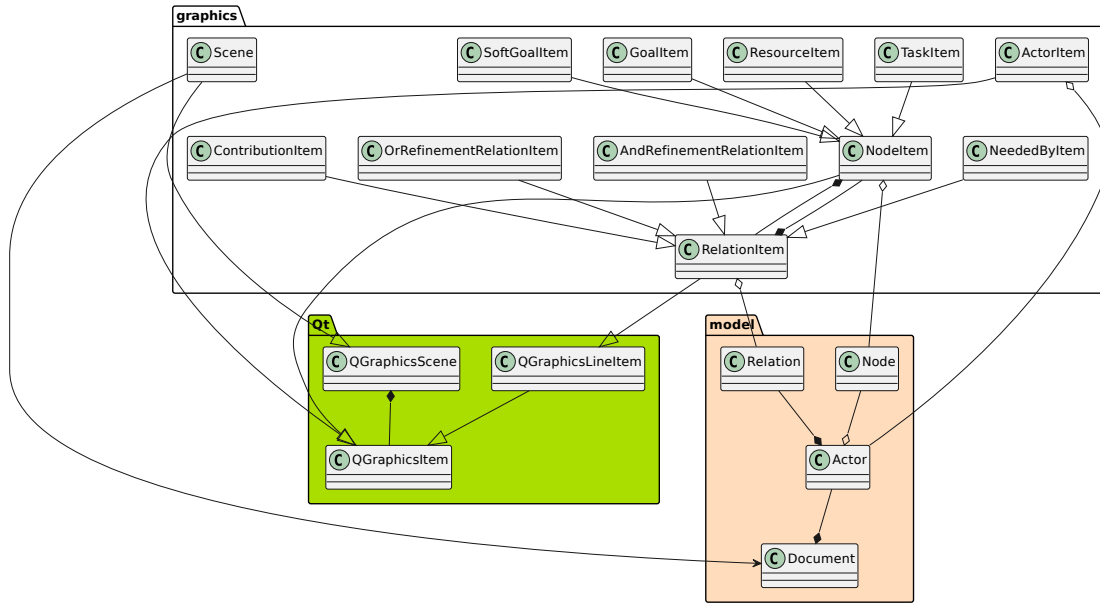 graphics
C Scene
C SoftGoalItem
C GoalItem
C ResourceItem
C TaskItem
C ActorItem
C ContributionItem
C OrRefinementRelationItem
C AndRefinementRelationItem
C NodeItem
C NeededByItem
C RelationItem
Qt
model
C QGraphicsScene
C QGraphicsLineItem
C Relation
C Node
C QGraphicsItem
C Actor
C Document